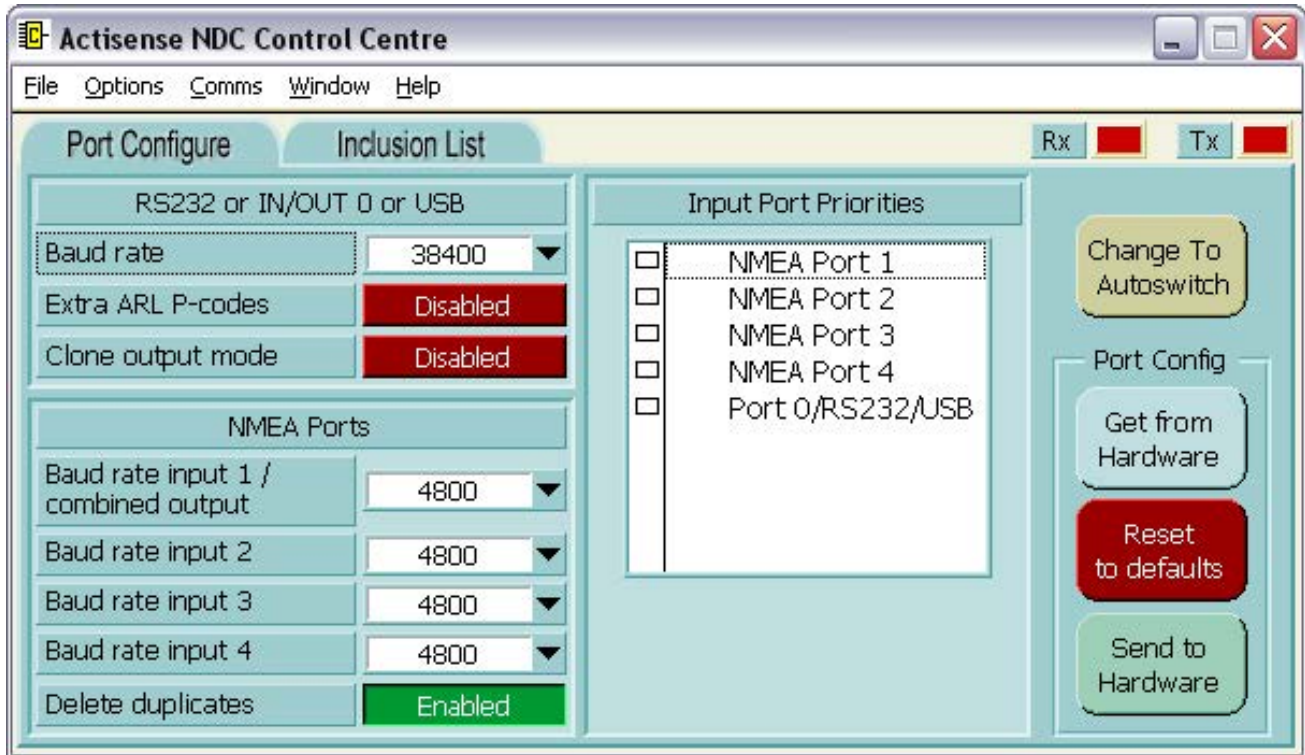 Actisense NDC Control Centre
File Options Comms Window Help
Port Configure
Inclusion List
Rx
Tx
RS232 or IN/OUT 0 or USB
Baud rate
38400
Extra ARL P-codes
Disabled
Clone output mode
Disabled
NMEA Ports
Baud rate input 1 /
combined output
4800
Baud rate input 2
4800
Baud rate input 3
4800
Baud rate input 4
4800
Delete duplicates
Enabled
Input Port Priorities
NMEA Port 1
NMEA Port 2
NMEA Port 3
NMEA Port 4
Port 0/RS232/USB
Change To
Autoswitch
Port Config
Get from
Hardware
Reset
to defaults
Send to
Hardware